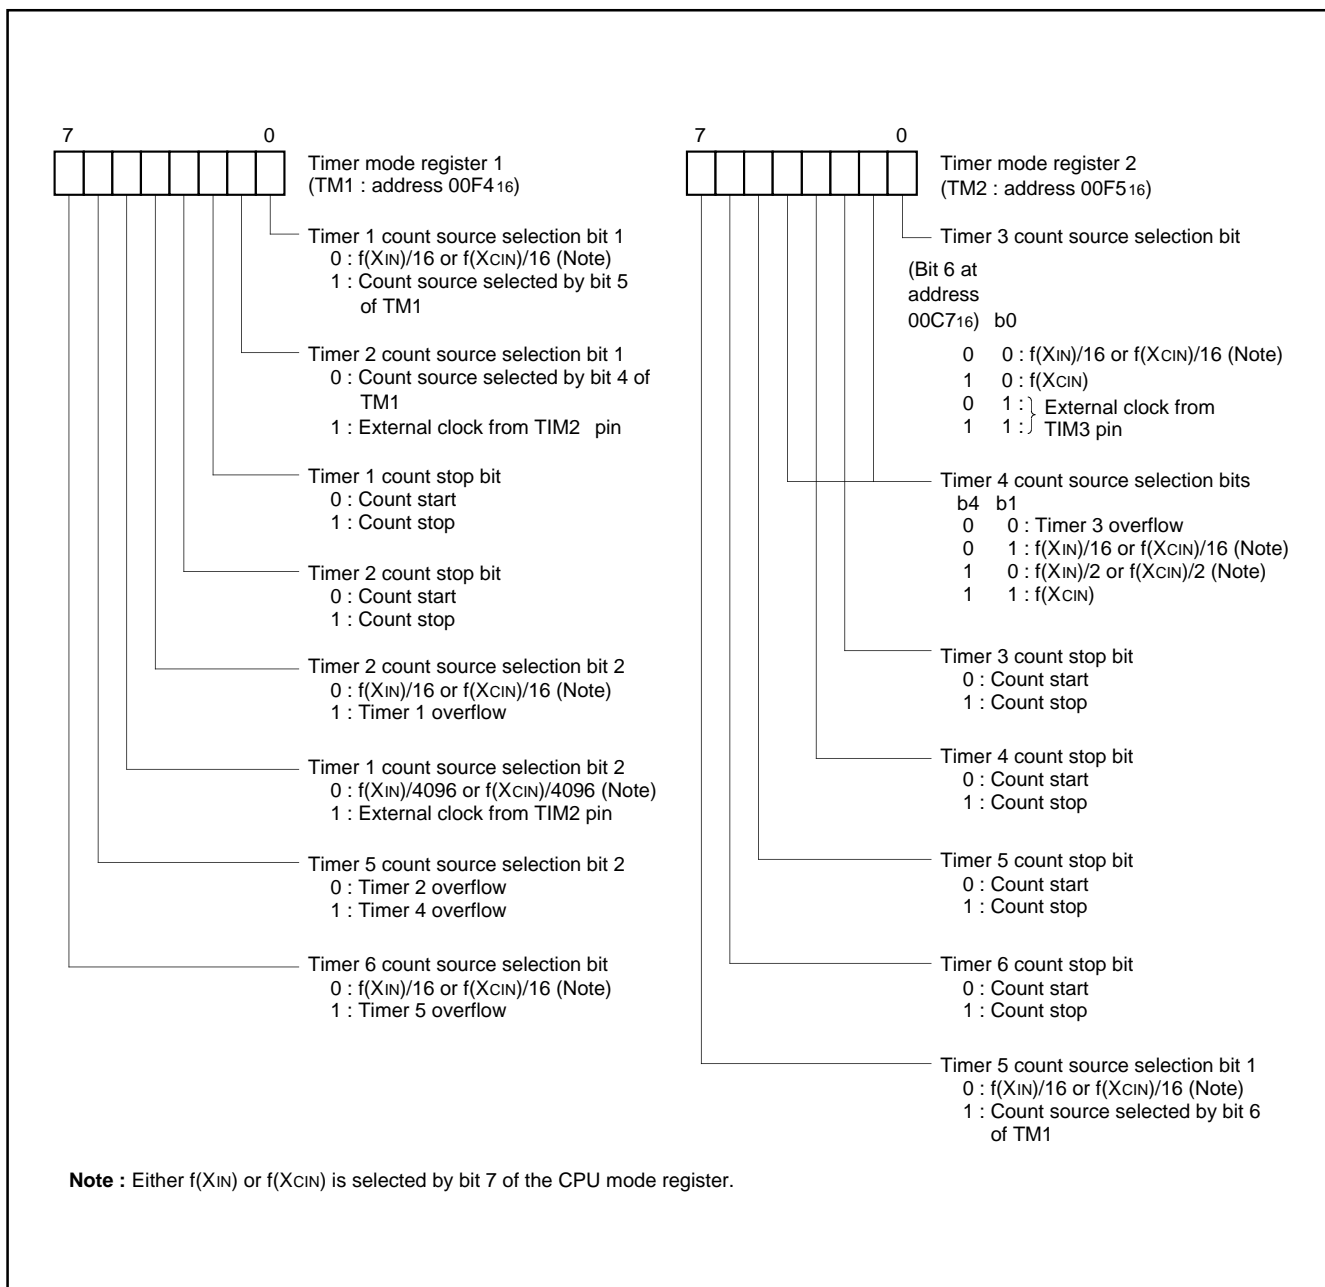 7 0
Timer mode register 1
(TM1 : address 00F416)
Timer 1 count source selection bit 1
0 : f(XIN)/16 or f(XCIN)/16 (Note)
1 : Count source selected by bit 5
of TM1
Timer 2 count source selection bit 1
0 : Count source selected by bit 4 of
TM1
1 : External clock from TIM2 pin
Timer 1 count stop bit
0 : Count start
1 : Count stop
Timer 2 count stop bit
0 : Count start
1 : Count stop
Timer 2 count source selection bit 2
0 : f(XIN)/16 or f(XCIN)/16 (Note)
1 : Timer 1 overflow
Timer 1 count source selection bit 2
0 : f(XIN)/4096 or f(XCIN)/4096 (Note)
1 : External clock from TIM2 pin
Timer 5 count source selection bit 2
0 : Timer 2 overflow
1 : Timer 4 overflow
Timer 6 count source selection bit
0 : f(XIN)/16 or f(XCIN)/16 (Note)
1 : Timer 5 overflow
7 0
Timer mode register 2
(TM2 : address 00F516)
Timer 3 count source selection bit
(Bit 6 at
address
00C716) b0
0 0 : f(XIN)/16 or f(XCIN)/16 (Note)
1 0 : f(XCIN)
0 1 : } External clock from
1 1 : TIM3 pin
Timer 4 count source selection bits
b4 b1
0 0 : Timer 3 overflow
0 1 : f(XIN)/16 or f(XCIN)/16 (Note)
1 0 : f(XIN)/2 or f(XCIN)/2 (Note)
1 1 : f(XCIN)
Timer 3 count stop bit
0 : Count start
1 : Count stop
Timer 4 count stop bit
0 : Count start
1 : Count stop
Timer 5 count stop bit
0 : Count start
1 : Count stop
Timer 6 count stop bit
0 : Count start
1 : Count stop
Timer 5 count source selection bit 1
0 : f(XIN)/16 or f(XCIN)/16 (Note)
1 : Count source selected by bit 6
of TM1
Note : Either f(XIN) or f(XCIN) is selected by bit 7 of the CPU mode register.